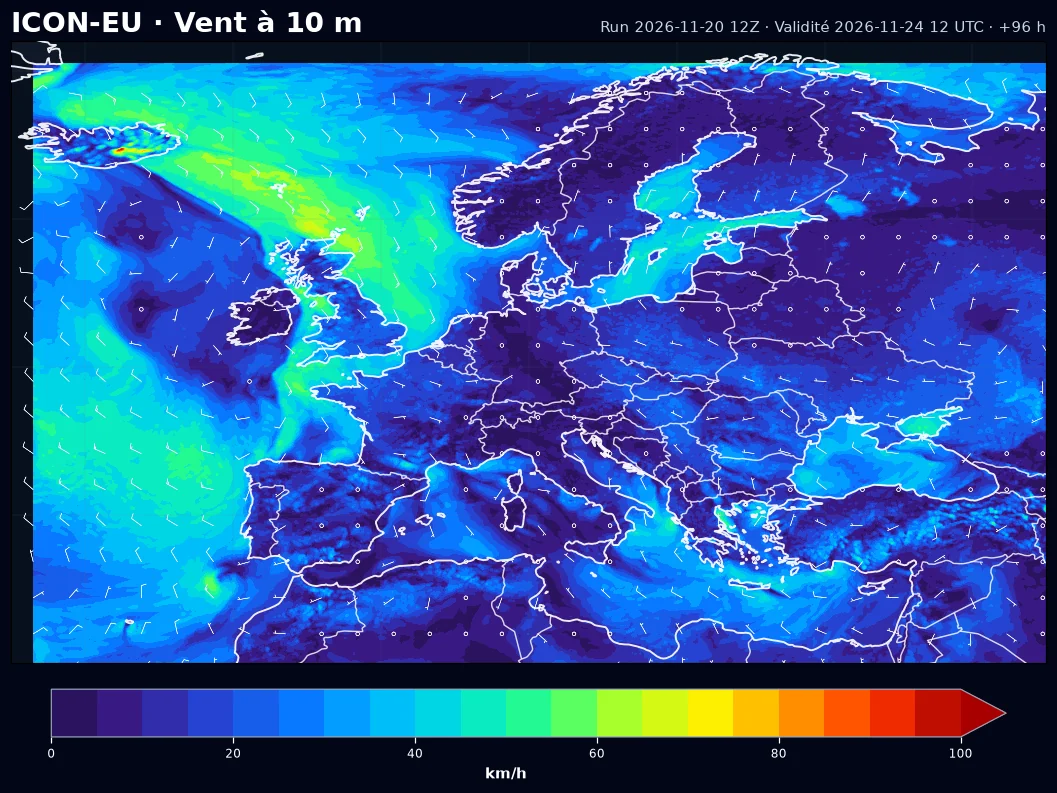 ICON-EU · Vent à 10 m
Run 2026-11-20 12Z · Validité 2026-11-24 12 UTC · +96 h
0 20 40 60 80 100
km/h